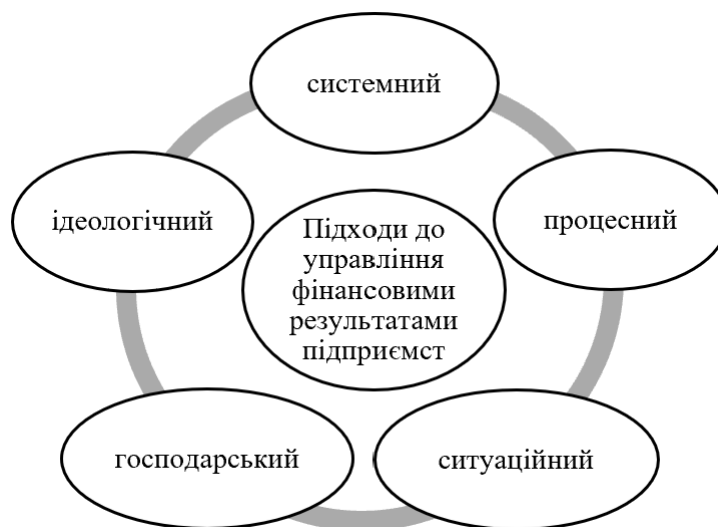 системний
ідеологічний
процесний
Підходи до
управління
фінансовими
результатами
підприємст
господарський
ситуаційний